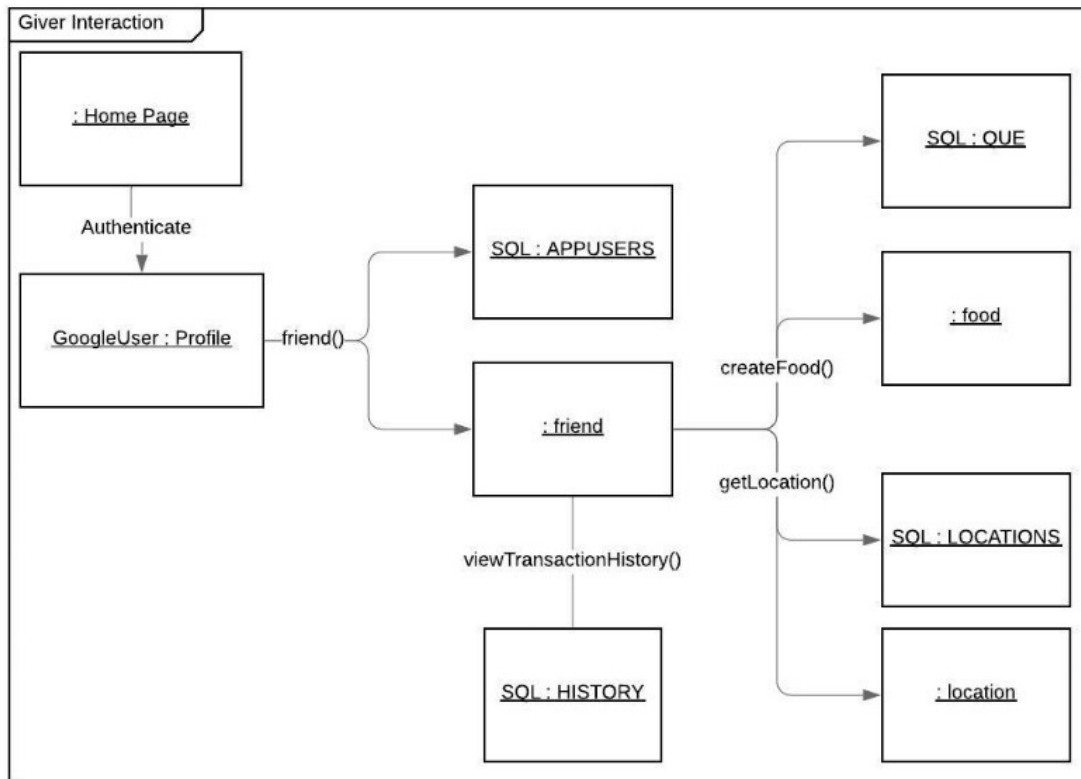 Giver Interaction
: Home Page
Authenticate
GoogleUser : Profile
friend()
SQL : APPUSERS
: friend
viewTransactionHistory()
SQL : HISTORY
createFood()
getLocation()
SQL : QUE
: food
SQL : LOCATIONS
: location